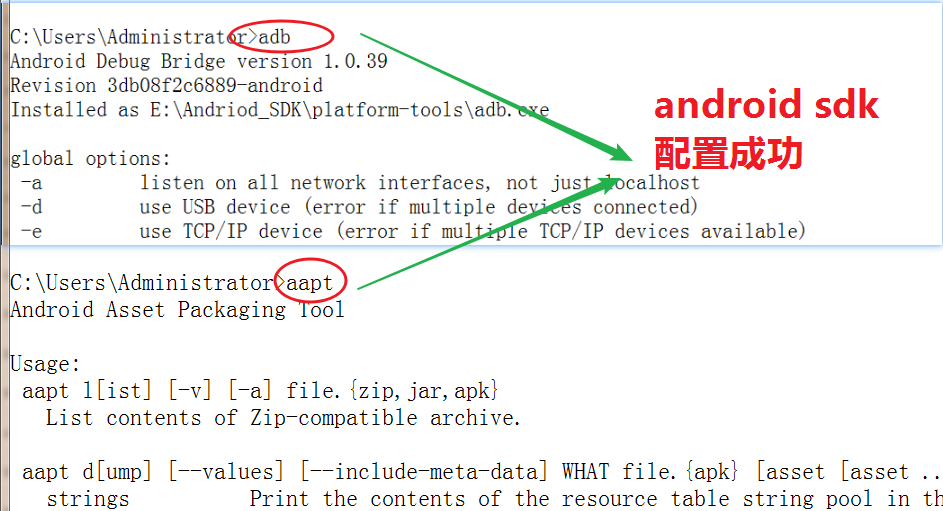 C:\Users\Administrator>adb
Android Debug Bridge version 1.0.39
Revision 3db08f2c6889-android
Installed as E:\Andriod_SDK\platform-tools\adb.exe
android sdk
配置成功
global options:
-a listen on all network interfaces, not just localhost
-d use USB device (error if multiple devices connected)
-e use TCP/IP device (error if multiple TCP/IP devices available)
C:\Users\Administrator>aapt
Android Asset Packaging Tool
Usage:
aapt l[ist] [-v] [-a] file.{zip,jar,apk}
List contents of Zip-compatible archive.
aapt d[ump] [--values] [--include-meta-data] WHAT file.{apk} [asset [asset ..
strings Print the contents of the resource table string pool in th